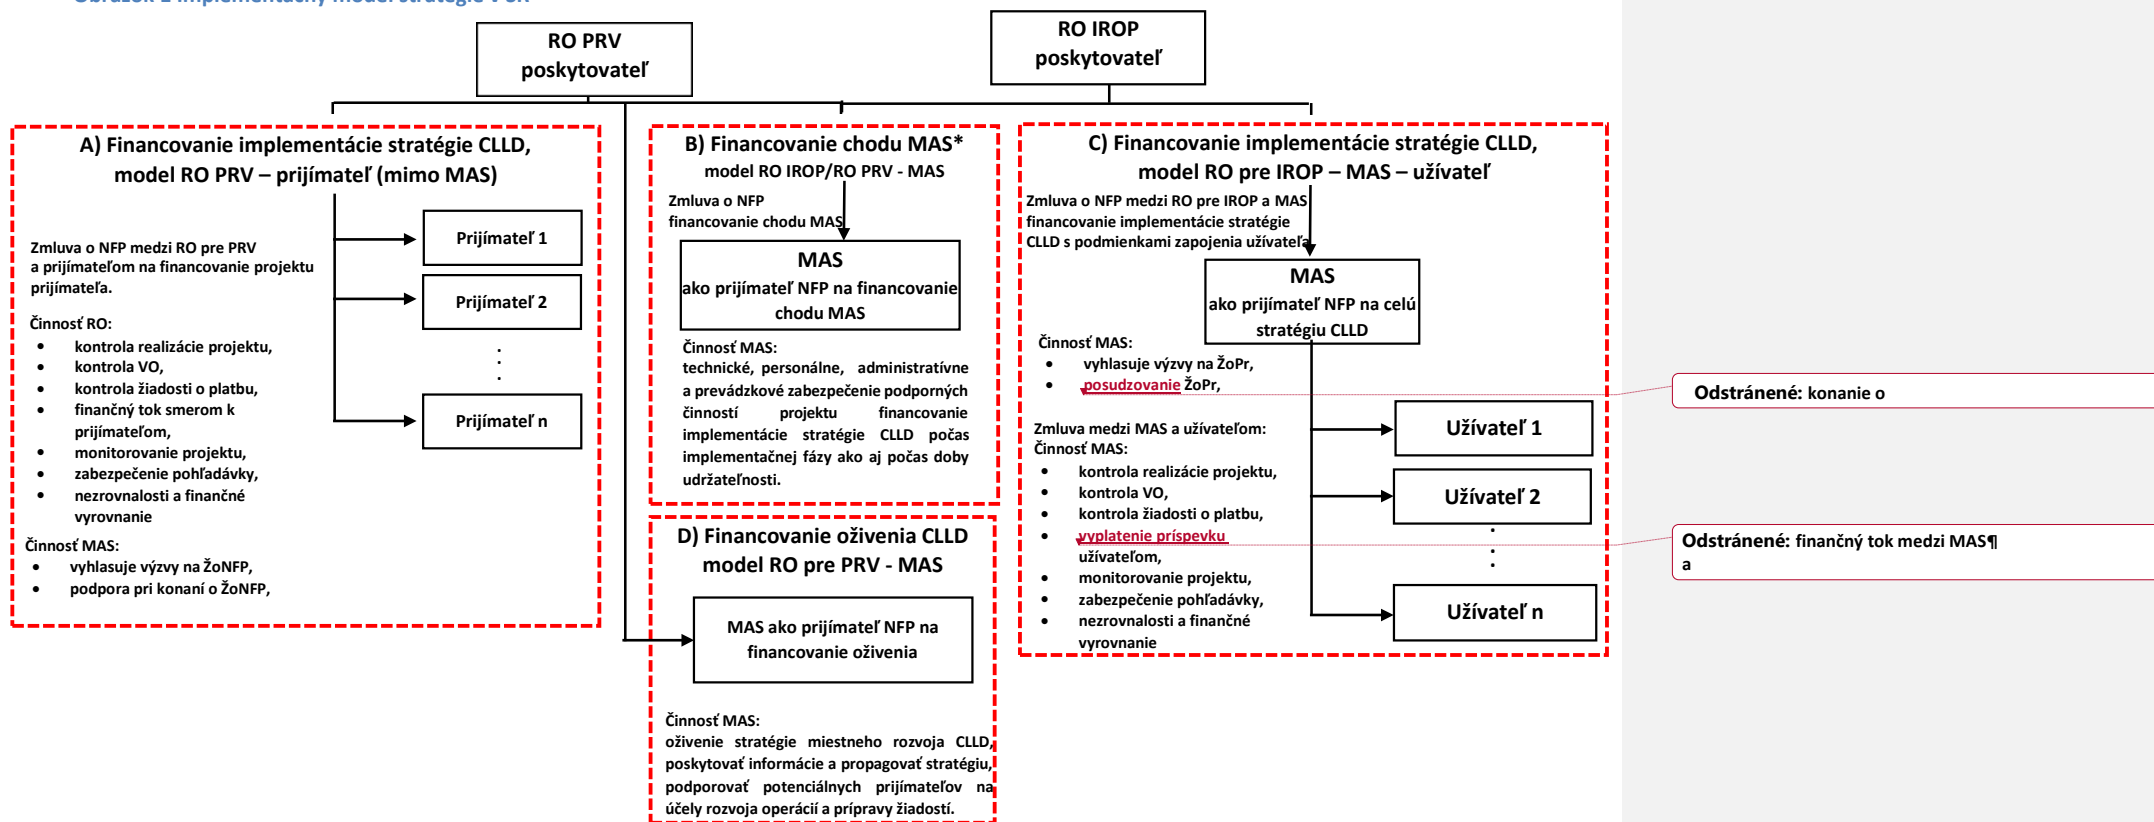 RO PRV
poskytovateľ
RO IROP
poskytovateľ
A) Financovanie implementácie stratégie CLLD,
model RO PRV – prijímateľ (mimo MAS)
Zmluva o NFP medzi RO pre PRV
a prijímateľom na financovanie projektu
prijímateľa.
Prijímateľ 1
Prijímateľ 2
Prijímateľ n
Činnosť RO:
• kontrola realizácie projektu,
• kontrola VO,
• kontrola žiadosti o platbu,
• finančný tok smerom k
prijímateľom,
• monitorovanie projektu,
• zabezpečenie pohľadávky,
• nezrovnalosti a finančné
vyrovnanie
Činnosť MAS:
• vyhlasuje výzvy na ŽoNFP,
• podpora pri konaní o ŽoNFP,
B) Financovanie chodu MAS*
model RO IROP/RO PRV - MAS
Zmluva o NFP
financovanie chodu MAS
MAS
ako prijímateľ NFP na financovanie
chodu MAS
Činnosť MAS:
technické, personálne, administratívne
a prevádzkové zabezpečenie podporných
činností projektu financovanie
implementácie stratégie CLLD počas
implementačnej fázy ako aj počas doby
udržateľnosti.
D) Financovanie oživenia CLLD
model RO pre PRV - MAS
MAS ako prijímateľ NFP na
financovanie oživenia
Činnosť MAS:
oživenie stratégie miestneho rozvoja CLLD,
poskytovať informácie a propagovať stratégiu,
podporovať potenciálnych prijímateľov na
účely rozvoja operácií a prípravy žiadostí.
C) Financovanie implementácie stratégie CLLD,
model RO pre IROP – MAS – užívateľ
Zmluva o NFP medzi RO pre IROP a MAS
financovanie implementácie stratégie
CLLD s podmienkami zapojenia užívateľa
MAS
ako prijímateľ NFP na celú
stratégiu CLLD
Činnosť MAS:
• vyhlasuje výzvy na ŽoPr,
• posudzovanie ŽoPr,
Zmluva medzi MAS a užívateľom:
Činnosť MAS:
• kontrola realizácie projektu,
• kontrola VO,
• kontrola žiadosti o platbu,
• vyplatenie príspevku
užívateľom,
• monitorovanie projektu,
• zabezpečenie pohľadávky,
• nezrovnalosti a finančné
vyrovnanie
Užívateľ 1
Užívateľ 2
Užívateľ n
Odstránené: konanie o
Odstránené: finančný tok medzi MAS¶
a